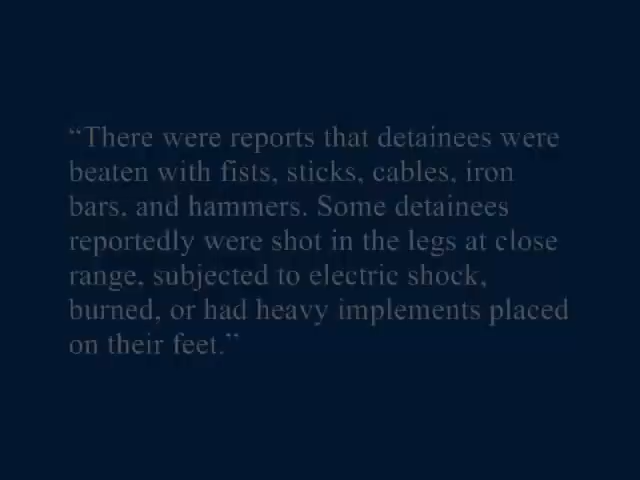 “There were reports that detainees were
beaten with fists, sticks, cables, iron
bars, and hammers. Some detainees
reportedly were shot in the legs at close
range, subjected to electric shock,
burned, or had heavy implements placed
on their feet.”